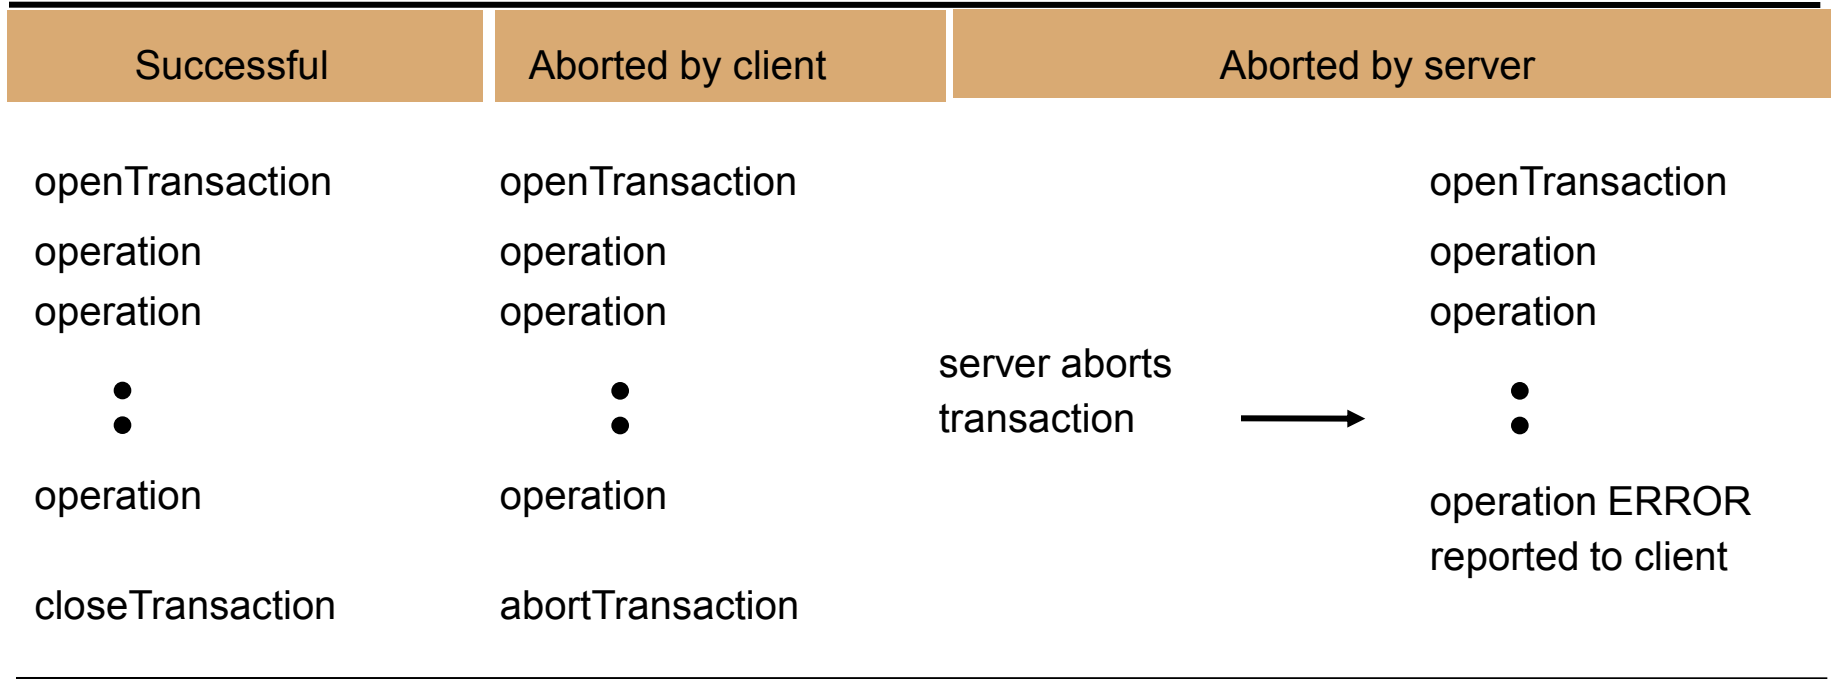 Successful Aborted by client Aborted by server
openTransaction openTransaction openTransaction
operation operation operation
operation operation operation
server aborts
transaction
operation operation operation ERROR
reported to client
closeTransaction abortTransaction